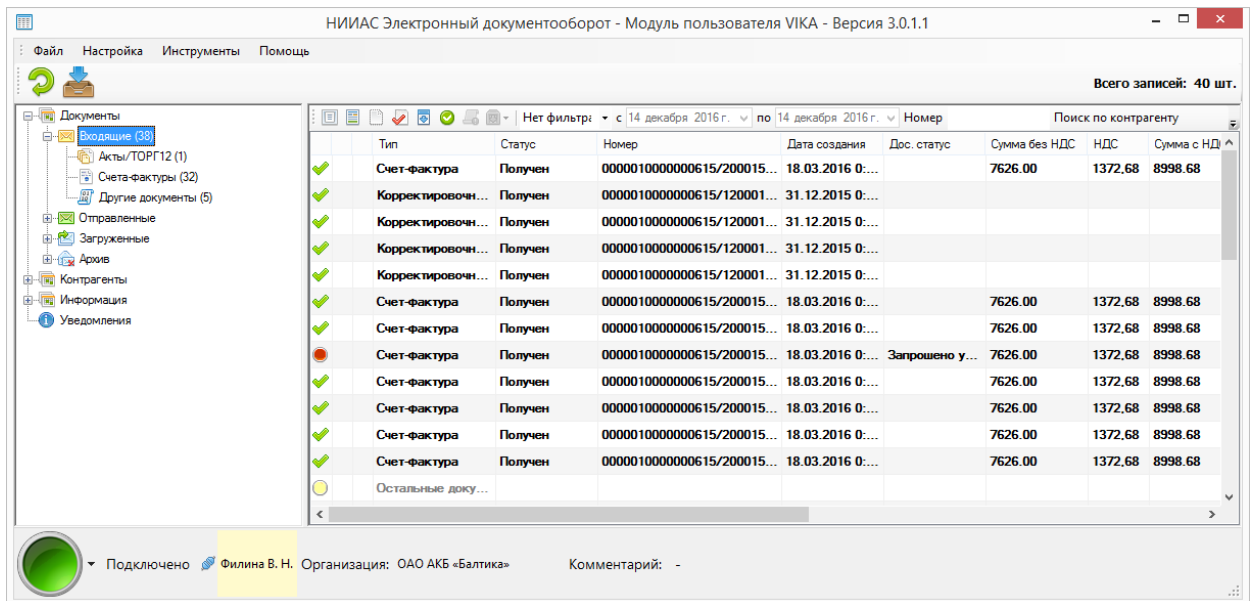 НИИАС Электронный документооборот - Модуль пользователя VIKA - Версия 3.0.1.1
Файл Настройка Инструменты Помощь
Всего записей: 40 шт.
Документы
Входящие (38)
Акты/ТОРГ12 (1)
Счета-фактуры (32)
Другие документы (5)
Отправленные
Загруженные
Архив
Контрагенты
Информация
Уведомления
Нет фильтра с 14 декабря 2016 г. по 14 декабря 2016 г. Номер Поиск по контрагенту
Тип Статус Номер Дата создания Дос. статус Сумма без НДС НДС Сумма с НДС
Счет-фактура Получен 0000010000000615/200015... 18.03.2016 0:... 7626.00 1372,68 8998.68
Корректировочн... Получен 0000010000000615/120001... 31.12.2015 0:...
Корректировочн... Получен 0000010000000615/120001... 31.12.2015 0:...
Корректировочн... Получен 0000010000000615/120001... 31.12.2015 0:...
Корректировочн... Получен 0000010000000615/120001... 31.12.2015 0:...
Счет-фактура Получен 0000010000000615/200015... 18.03.2016 0:... 7626.00 1372,68 8998.68
Счет-фактура Получен 0000010000000615/200015... 18.03.2016 0:... 7626.00 1372,68 8998.68
Счет-фактура Получен 0000010000000615/200015... 18.03.2016 0:... Запрошено у... 7626.00 1372,68 8998.68
Счет-фактура Получен 0000010000000615/200015... 18.03.2016 0:... 7626.00 1372,68 8998.68
Счет-фактура Получен 0000010000000615/200015... 18.03.2016 0:... 7626.00 1372,68 8998.68
Счет-фактура Получен 0000010000000615/200015... 18.03.2016 0:... 7626.00 1372,68 8998.68
Счет-фактура Получен 0000010000000615/200015... 18.03.2016 0:... 7626.00 1372,68 8998.68
Остальные доку...
Подключено Филина В. Н. Организация: ОАО АКБ «Балтика» Комментарий: -